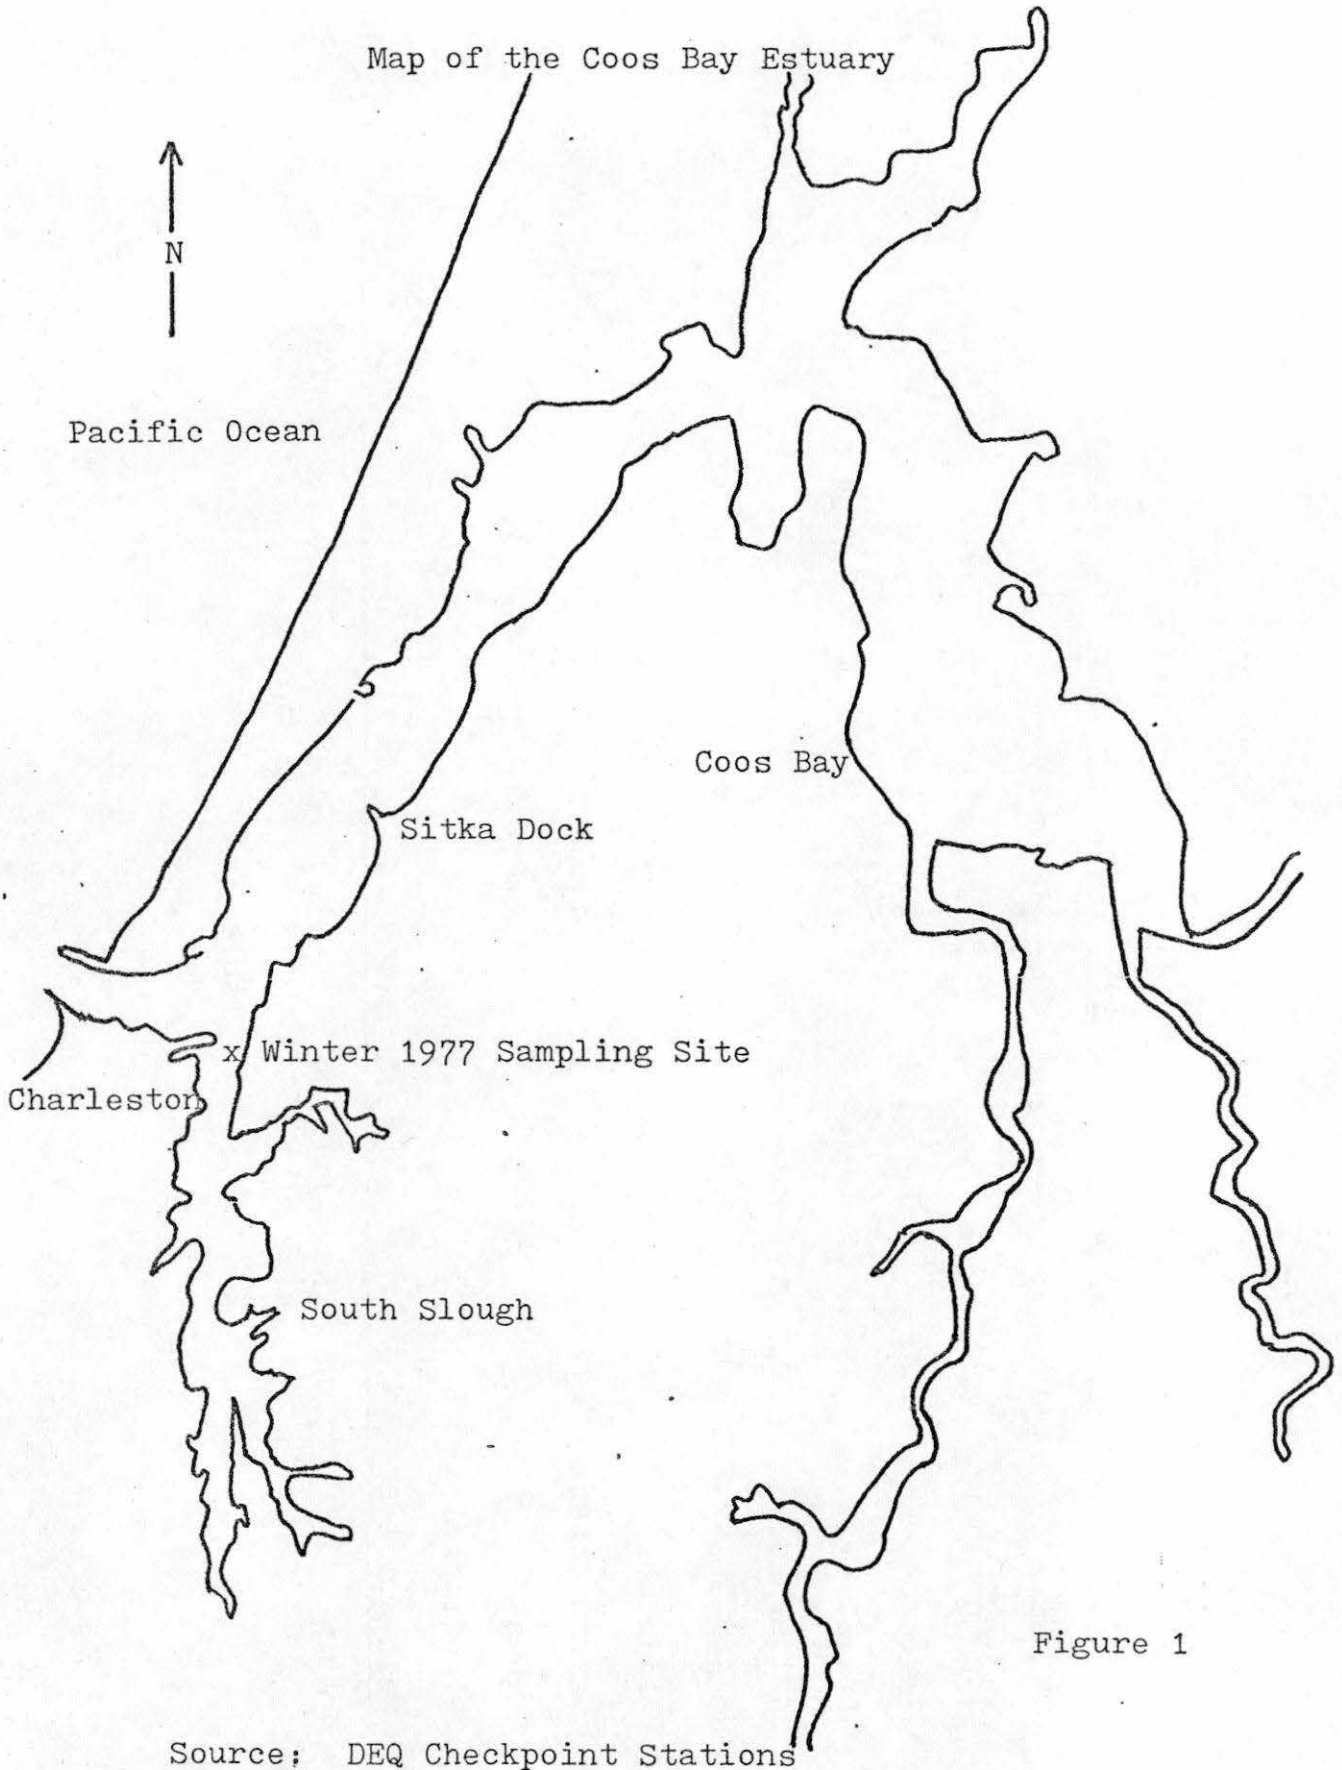 Map of the Coos Bay Estuary
N
Pacific Ocean
Coos Bay
Sitka Dock
x Winter 1977 Sampling Site
Charleston
South Slough
Figure 1
Source: DEQ Checkpoint Stations